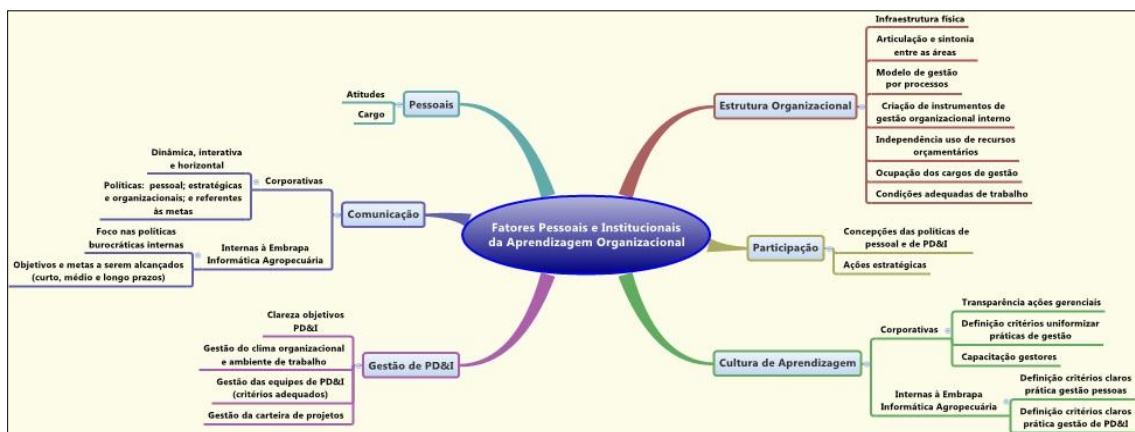 Fatores Pessoais e Institucionais
da Aprendizagem Organizacional
Pessoais
Atitudes
Cargo
Comunicação
Corporativas
Dinâmica, interativa
e horizontal
Políticas: pessoal; estratégicas
e organizacionais; e referentes
às metas
Internas à Embrapa
Informática Agropecuária
Foco nas políticas
burocráticas internas
Objetivos e metas a serem alcançados
(curto, médio e longo prazos)
Gestão de PD&I
Clareza objetivos
PD&I
Gestão do clima organizacional
e ambiente de trabalho
Gestão das equipes de PD&I
(critérios adequados)
Gestão da carteira de projetos
Estrutura Organizacional
Infraestrutura física
Articulação e sintonia
entre as áreas
Modelo de gestão
por processos
Criação de instrumentos de
gestão organizacional interno
Independência uso de recursos
orçamentários
Ocupação dos cargos de gestão
Condições adequadas de trabalho
Participação
Concepções das políticas de
pessoal e de PD&I
Ações estratégicas
Cultura de Aprendizagem
Corporativas
Transparência ações gerenciais
Definição critérios uniformizar
práticas de gestão
Capacitação gestores
Internas à Embrapa
Informática Agropecuária
Definição critérios claros
prática gestão pessoas
Definição critérios claros
prática gestão de PD&I